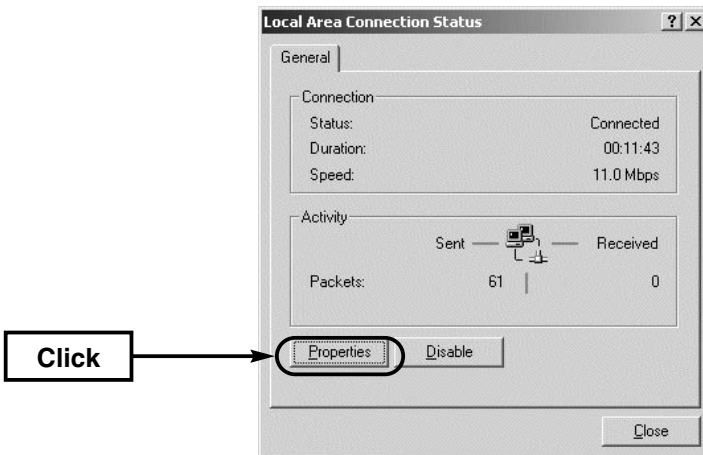 Local Area Connection Status ? ×
General
Connection
Status: Connected
Duration: 00:11:43
Speed: 11.0 Mbps
Activity
Sent Received
Packets: 61 0
Click
Properties Disable
Close